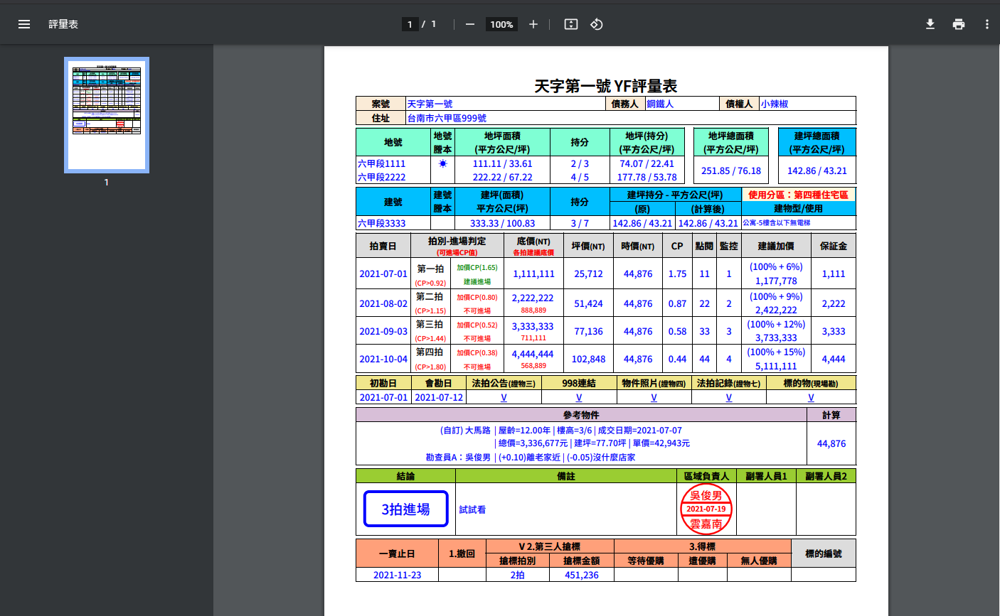 評量表
1 / 1
100%
天字第一號 YF評量表
案號 天字第一號 債務人 鋼鐵人 債權人 小辣椒
住址 台南市六甲區999號
地號 地號謄本 地坪面積(平方公尺/坪) 持分 地坪(持分)(平方公尺/坪) 地坪總面積(平方公尺/坪) 建坪總面積(平方公尺/坪)
六甲段1111 111.11 / 33.61 2 / 3 74.07 / 22.41 251.85 / 76.18 142.86 / 43.21
六甲段2222 222.22 / 67.22 4 / 5 177.78 / 53.78
建號 建號謄本 建坪(面積)平方公尺(坪) 持分 建坪持分 - 平方公尺(坪) 使用分區：第四種住宅區
(原) (計算後) 建物型/使用
六甲段3333 333.33 / 100.83 3 / 7 142.86 / 43.21 142.86 / 43.21 公寓-5樓含以下無電梯
拍賣日 拍別-進場判定 (可進場CP值) 底價(NT) 各拍建議底價 坪價(NT) 時價(NT) CP 點閱 監控 建議加價 保証金
2021-07-01 第一拍 (CP>0.92) 加價CP(1.65) 建議進場 1,111,111 25,712 44,876 1.75 11 1 (100% + 6%) 1,177,778 1,111
2021-08-02 第二拍 (CP>1.15) 加價CP(0.80) 不可進場 2,222,222 888,889 51,424 44,876 0.87 22 2 (100% + 9%) 2,422,222 2,222
2021-09-03 第三拍 (CP>1.44) 加價CP(0.52) 不可進場 3,333,333 711,111 77,136 44,876 0.58 33 3 (100% + 12%) 3,733,333 3,333
2021-10-04 第四拍 (CP>1.80) 加價CP(0.38) 不可進場 4,444,444 568,889 102,848 44,876 0.44 44 4 (100% + 15%) 5,111,111 4,444
初勘日 會勘日 法拍公告(證物三) 998連結 物件照片(證物四) 法拍記錄(證物七) 標的物(現場勘)
2021-07-01 2021-07-12 V V V V V
參考物件 計算
(自訂) 大馬路 | 屋齡=12.00年 | 樓高=3/6 | 成交日期=2021-07-07
| 總價=3,336,677元 | 建坪=77.70坪 | 單價=42,943元
44,876
勘查員A：吳俊男 | (+0.10)離老家近 | (-0.05)沒什麼店家
結論 備註 區域負責人 副署人員1 副署人員2
3拍進場 試試看 吳俊男 2021-07-19 雲嘉南
一賣止日 1.撤回 V 2.第三人搶標 3.得標 標的編號
搶標拍別 搶標金額 等待優購 遭優購 無人優購
2021-11-23 2拍 451,236
1